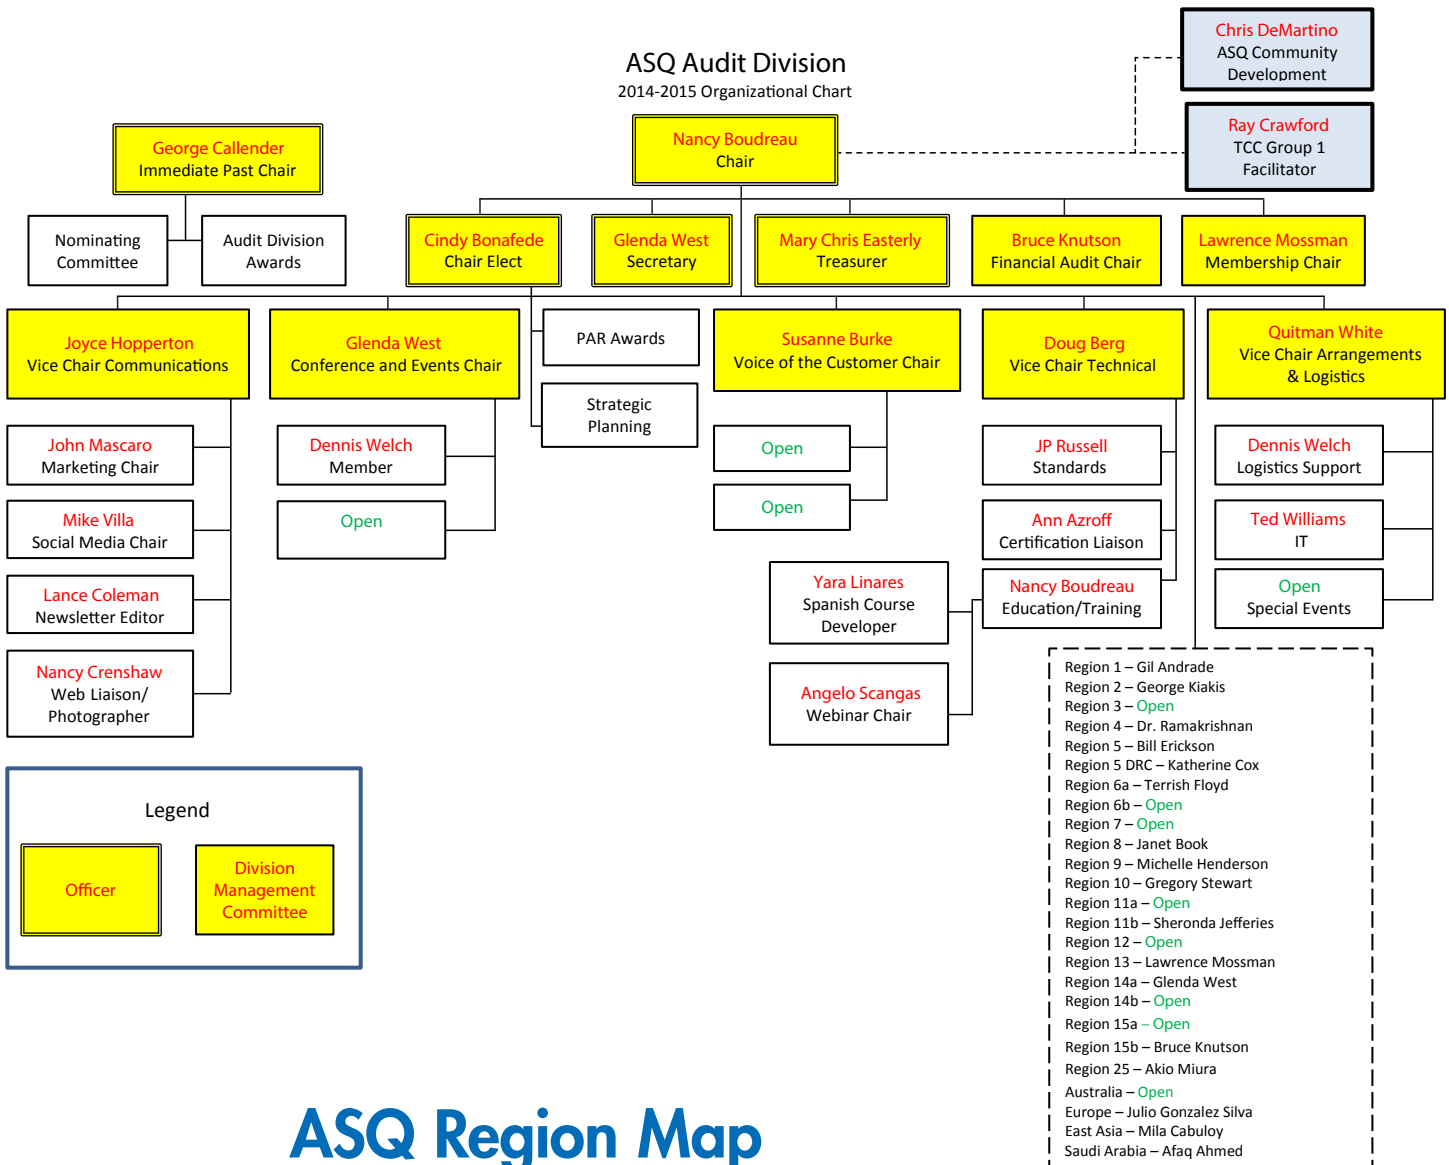 Chris DeMartino
ASQ Community
Development
ASQ Audit Division
2014-2015 Organizational Chart
Ray Crawford
TCC Group 1
Facilitator
George Callender
Immediate Past Chair
Nancy Boudreau
Chair
Nominating
Committee
Audit Division
Awards
Cindy Bonafede
Chair Elect
Glenda West
Secretary
Mary Chris Easterly
Treasurer
Bruce Knutson
Financial Audit Chair
Lawrence Mossman
Membership Chair
Joyce Hopperton
Vice Chair Communications
Glenda West
Conference and Events Chair
PAR Awards
Strategic
Planning
Susanne Burke
Voice of the Customer Chair
Doug Berg
Vice Chair Technical
Quitman White
Vice Chair Arrangements
& Logistics
John Mascaro
Marketing Chair
Mike Villa
Social Media Chair
Lance Coleman
Newsletter Editor
Nancy Crenshaw
Web Liaison/
Photographer
Dennis Welch
Member
Open
Open
Open
JP Russell
Standards
Ann Azroff
Certification Liaison
Nancy Boudreau
Education/Training
Yara Linares
Spanish Course
Developer
Angelo Scangas
Webinar Chair
Dennis Welch
Logistics Support
Ted Williams
IT
Open
Special Events
Region 1 – Gil Andrade
Region 2 – George Kiakis
Region 3 – Open
Region 4 – Dr. Ramakrishnan
Region 5 – Bill Erickson
Region 5 DRC – Katherine Cox
Region 6a – Terrish Floyd
Region 6b – Open
Region 7 – Open
Region 8 – Janet Book
Region 9 – Michelle Henderson
Region 10 – Gregory Stewart
Region 11a – Open
Region 11b – Sheronda Jefferies
Region 12 – Open
Region 13 – Lawrence Mossman
Region 14a – Glenda West
Region 14b – Open
Region 15a – Open
Region 15b – Bruce Knutson
Region 25 – Akio Miura
Australia – Open
Europe – Julio Gonzalez Silva
East Asia – Mila Cabuloy
Saudi Arabia – Afaq Ahmed
Legend
Officer
Division
Management
Committee
ASQ Region Map